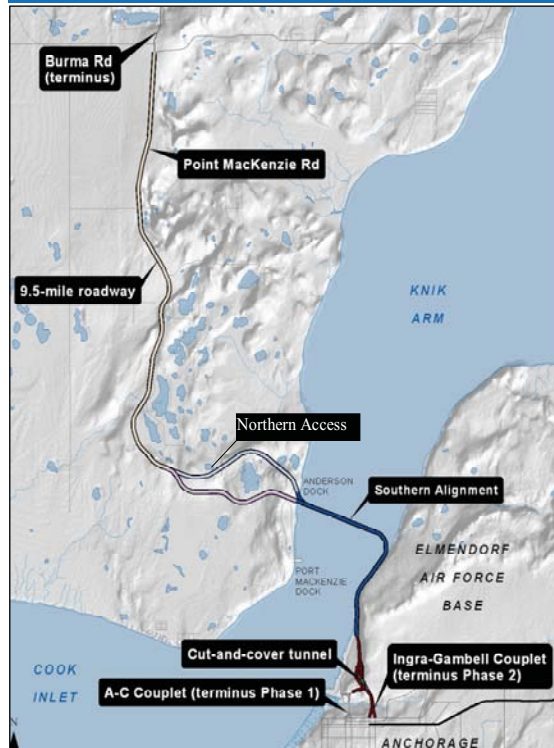 Burma Rd
(terminus)
Point MacKenzie Rd
9.5-mile roadway
KNIK
ARM
Northern Access
ANDERSON
DOCK
Southern Alignment
ELMENDORF
AIR FORCE
BASE
PORT
MACKENZIE
DOCK
Cut-and-cover tunnel
Ingra-Gambell Couplet
(terminus Phase 2)
COOK
INLET
A-C Couplet (terminus Phase 1)
N
ANCHORAGE